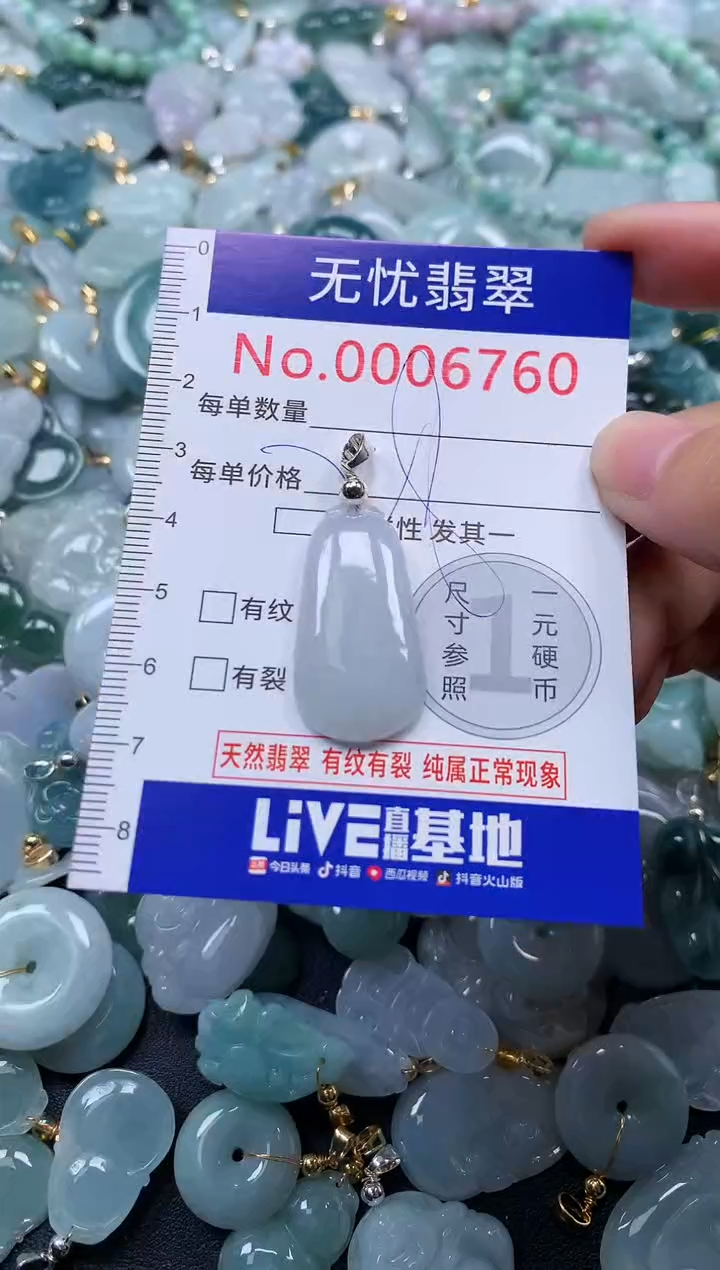 无忧翡翠
No.0006760
每单数量
每单价格
性 发其一
有纹
有裂
尺寸参照
1
一元硬币
天然翡翠 有纹有裂 纯属正常现象
LiVE直播基地
今日头条 抖音 西瓜视频 抖音火山版
0
1
2
3
4
5
6
7
8